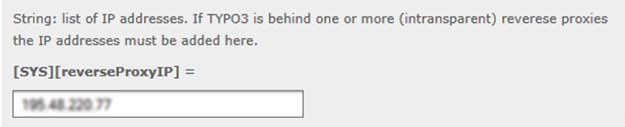 String: list of IP addresses. If TYPO3 is behind one or more (intransparent) reverese proxies
the IP addresses must be added here.
[SYS][reverseProxyIP] =